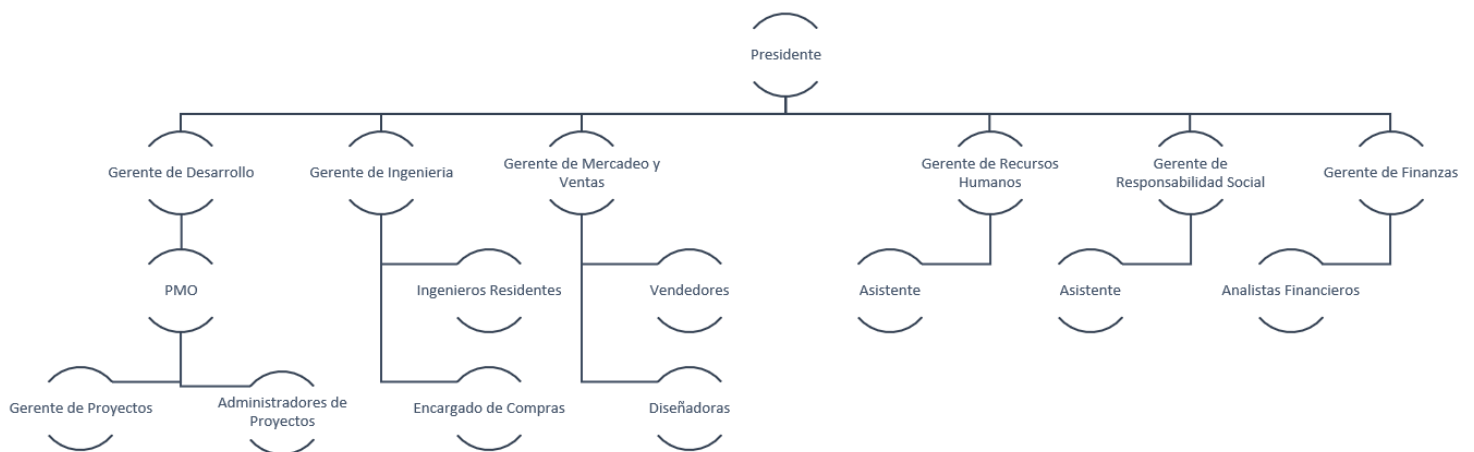 Presidente
Gerente de Desarrollo
Gerente de Ingenieria
Gerente de Mercadeo y
Ventas
Gerente de Recursos
Humanos
Gerente de
Responsabilidad Social
Gerente de Finanzas
PMO
Ingenieros Residentes
Vendedores
Asistente
Asistente
Analistas Financieros
Gerente de Proyectos
Administradores de
Proyectos
Encargado de Compras
Diseñadoras